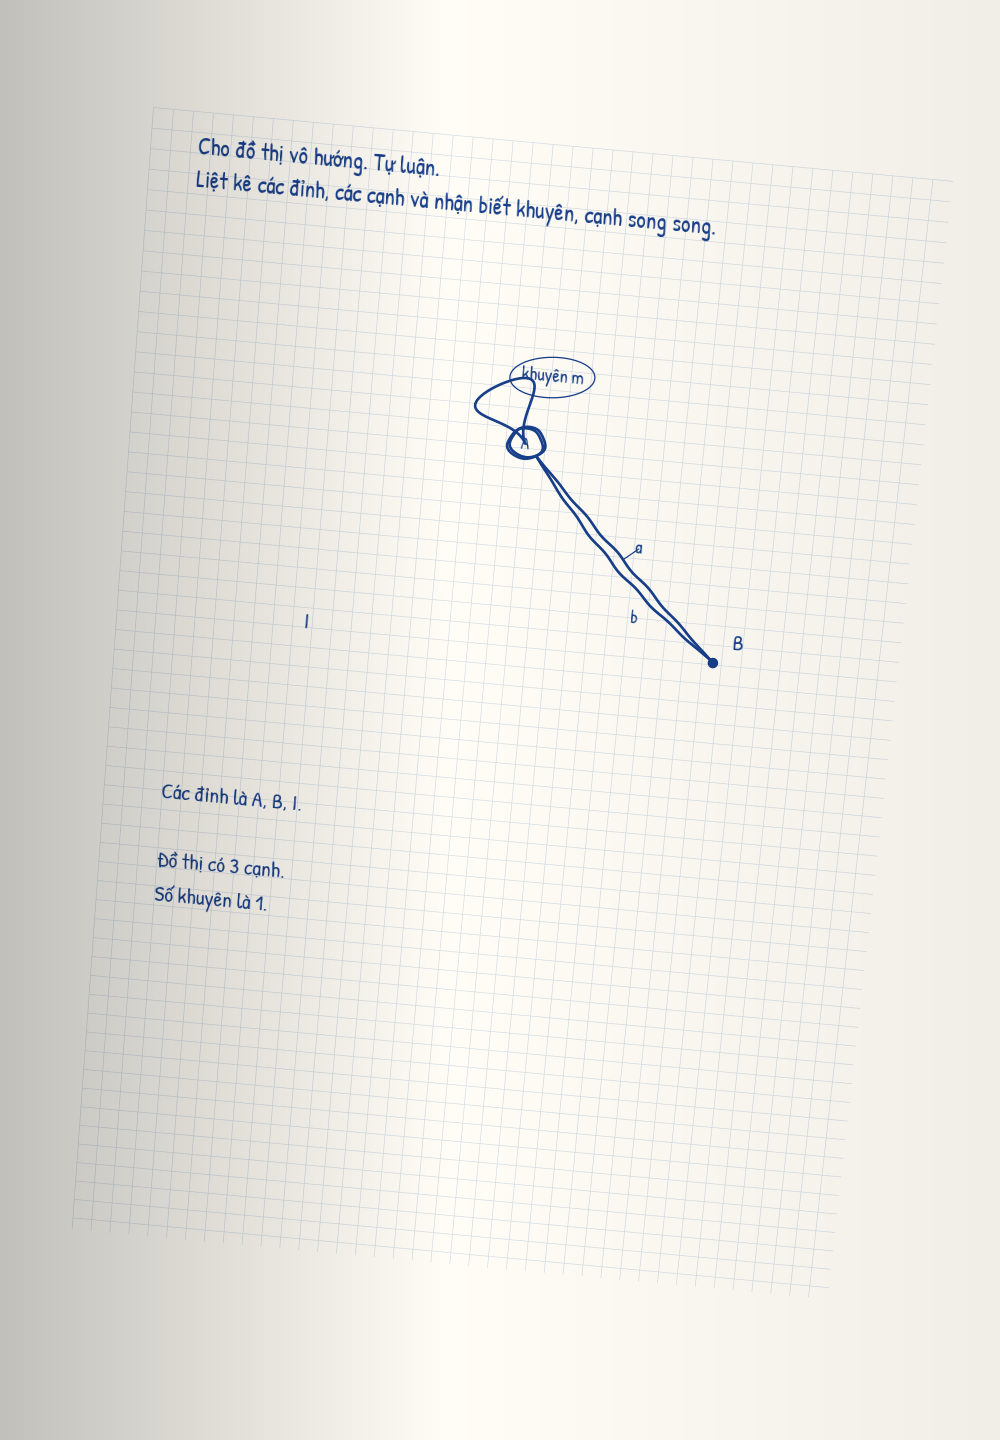 Cho đồ thị vô hướng. Tự luận.
Liệt kê các đỉnh, các cạnh và nhận biết khuyên, cạnh song song.
khuyên m
A
a
b
B
I
Các đỉnh là A, B, I.
Đồ thị có 3 cạnh.
Số khuyên là 1.